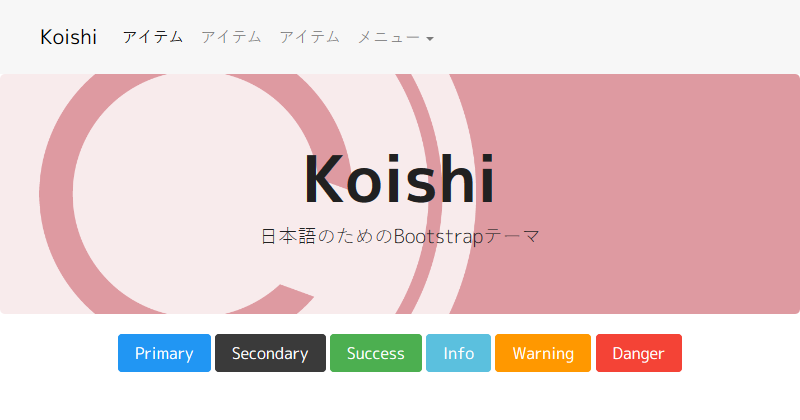 Koishi アイテム アイテム アイテム メニュー
Koishi
日本語のためのBootstrapテーマ
Primary Secondary Success Info Warning Danger